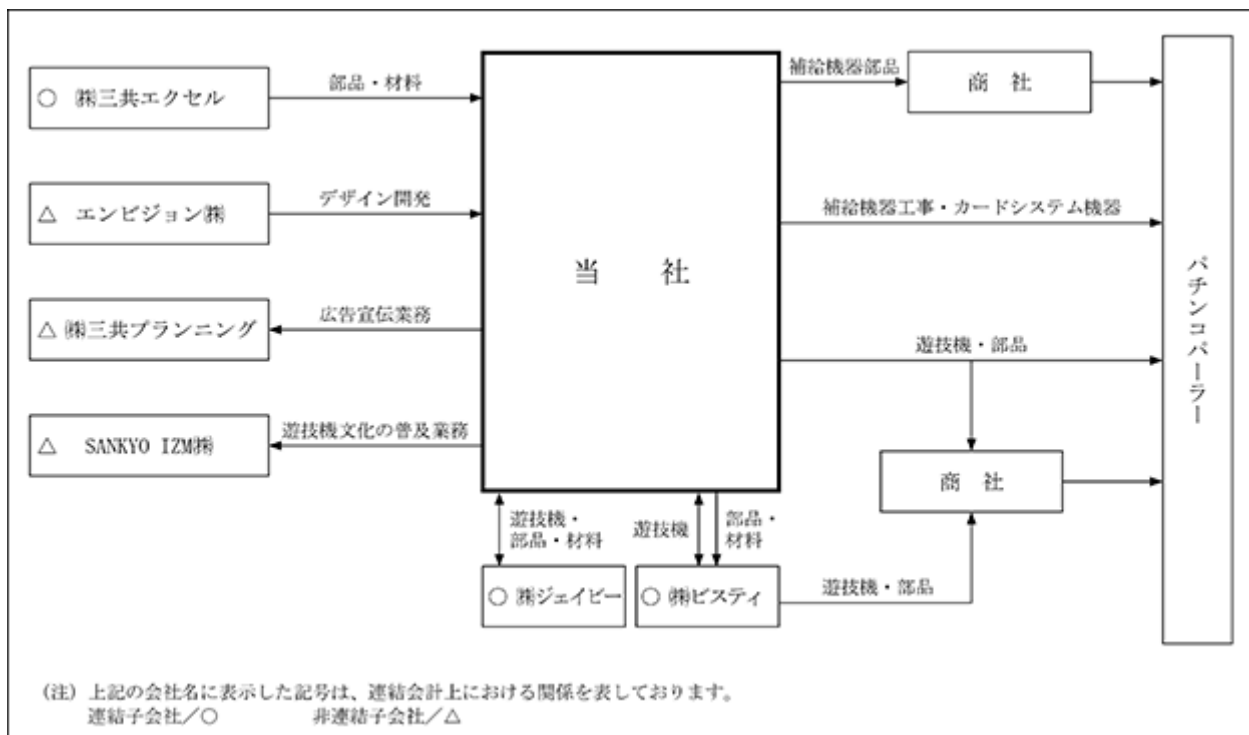 ○ ㈱三共エクセル
部品・材料
△ エンビジョン㈱
デザイン開発
△ ㈱三共プランニング
広告宣伝業務
△ SANKYO IZM㈱
遊技機文化の普及業務
当 社
補給機器部品
商 社
補給機器工事・カードシステム機器
遊技機・部品
商 社
パチンコパーラー
遊技機・
部品・材料
遊技機
部品・
材料
○ ㈱ジェイビー
○ ㈱ビスティ
遊技機・部品
(注) 上記の会社名に表示した記号は、連結会計上における関係を表しております。
連結子会社／○ 非連結子会社／△